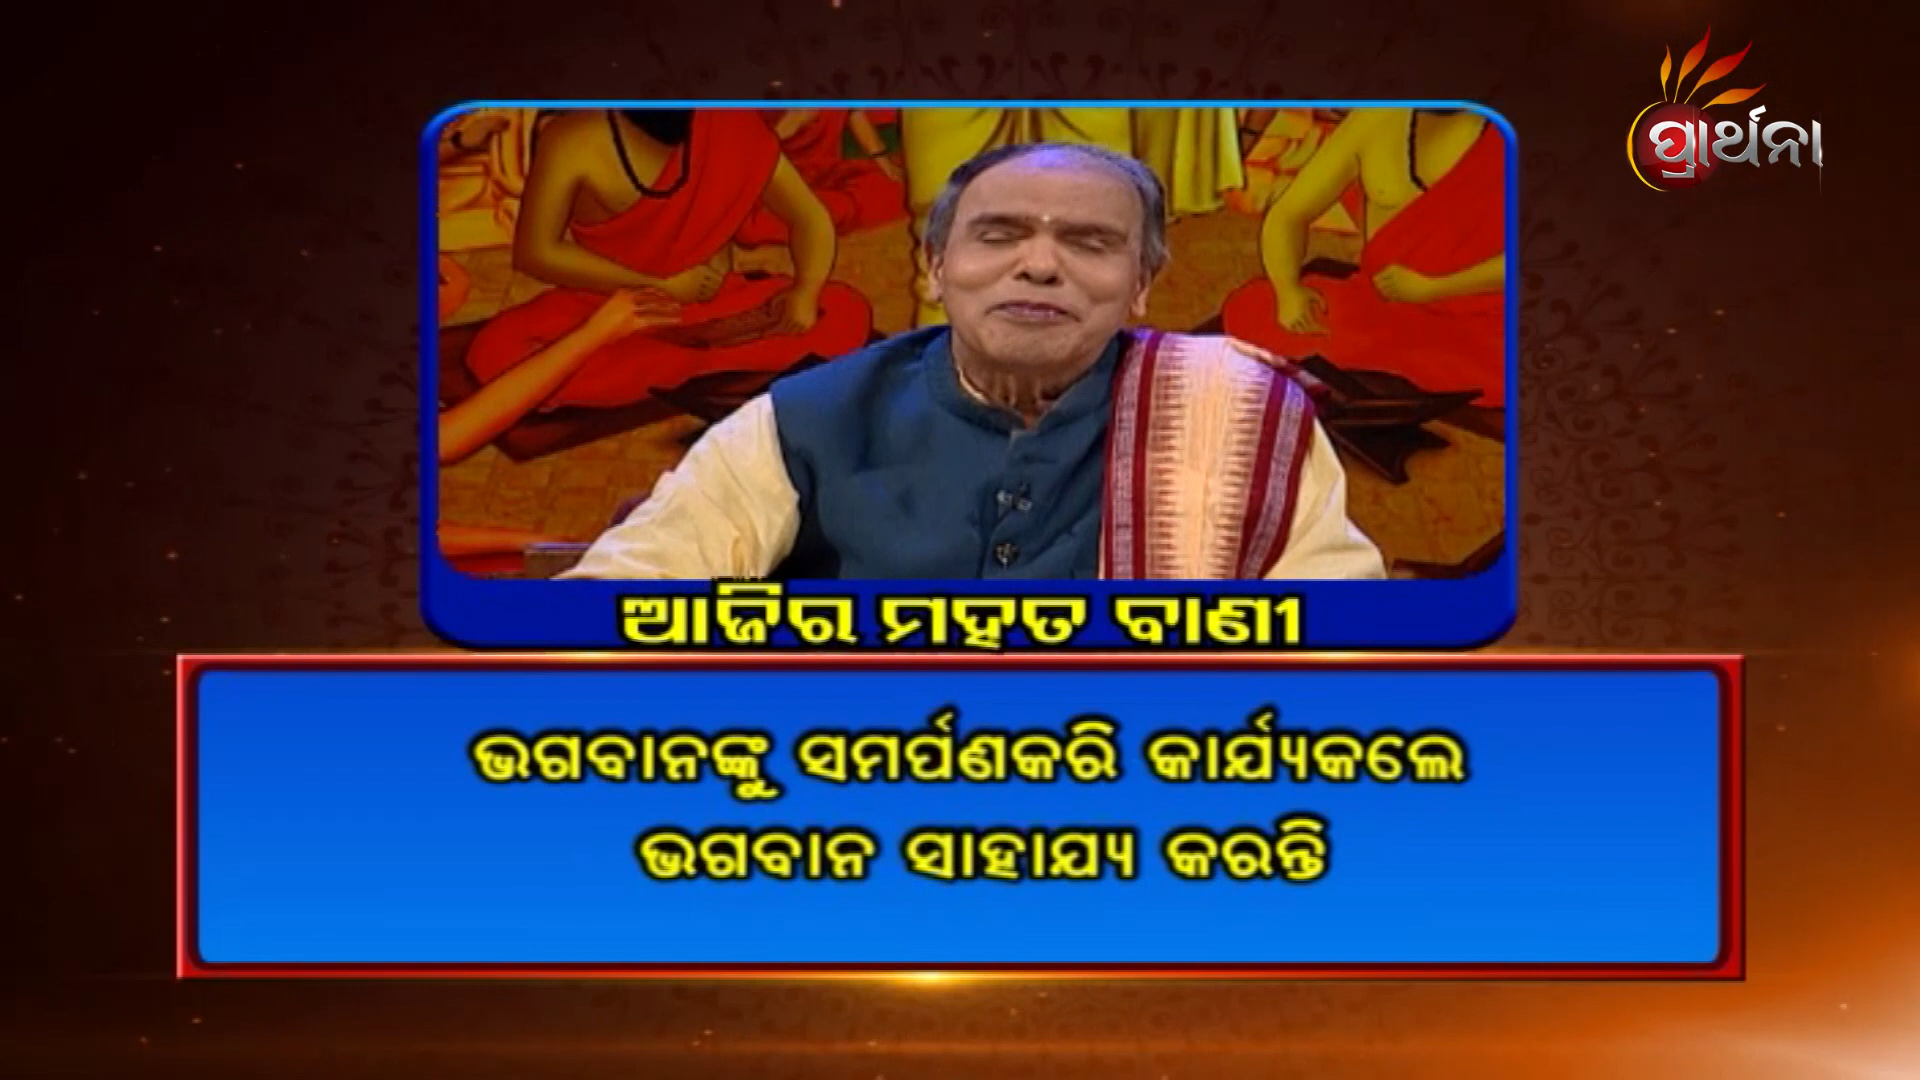 ପ୍ରାର୍ଥନା
ଆଜିର ମହତ ବାଣୀ
ଭଗବାନଙ୍କୁ ସମର୍ପଣକରି କାର୍ଯ୍ୟକଲେ
ଭଗବାନ ସାହାଯ୍ୟ କରନ୍ତି